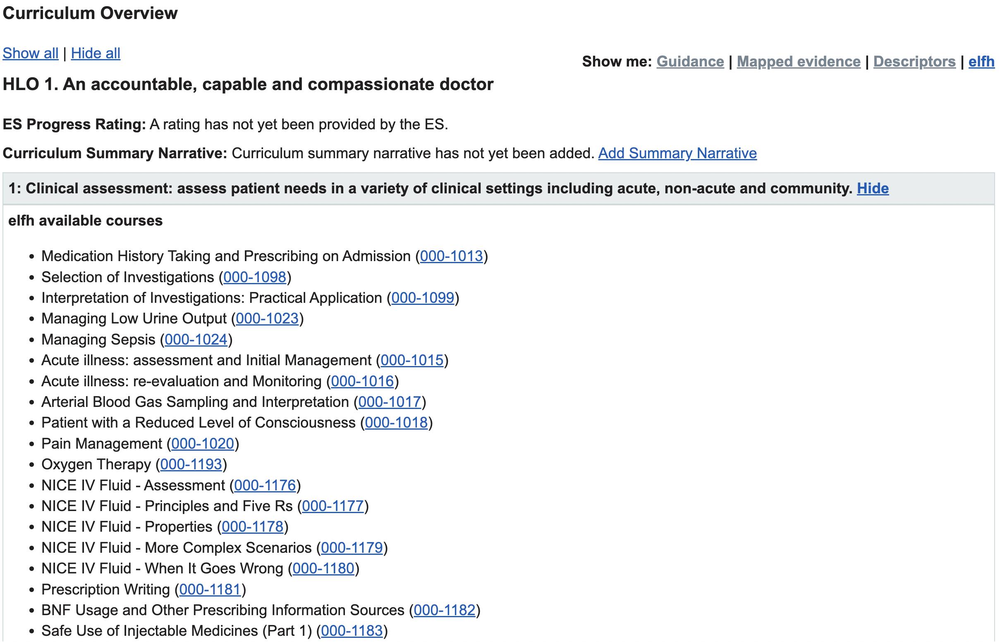 Curriculum Overview
Show all | Hide all
Show me: Guidance | Mapped evidence | Descriptors | elfh
HLO 1. An accountable, capable and compassionate doctor
ES Progress Rating: A rating has not yet been provided by the ES.
Curriculum Summary Narrative: Curriculum summary narrative has not yet been added. Add Summary Narrative
1: Clinical assessment: assess patient needs in a variety of clinical settings including acute, non-acute and community. Hide
elfh available courses
• Medication History Taking and Prescribing on Admission (000-1013)
• Selection of Investigations (000-1098)
• Interpretation of Investigations: Practical Application (000-1099)
• Managing Low Urine Output (000-1023)
• Managing Sepsis (000-1024)
• Acute illness: assessment and Initial Management (000-1015)
• Acute illness: re-evaluation and Monitoring (000-1016)
• Arterial Blood Gas Sampling and Interpretation (000-1017)
• Patient with a Reduced Level of Consciousness (000-1018)
• Pain Management (000-1020)
• Oxygen Therapy (000-1193)
• NICE IV Fluid - Assessment (000-1176)
• NICE IV Fluid - Principles and Five Rs (000-1177)
• NICE IV Fluid - Properties (000-1178)
• NICE IV Fluid - More Complex Scenarios (000-1179)
• NICE IV Fluid - When It Goes Wrong (000-1180)
• Prescription Writing (000-1181)
• BNF Usage and Other Prescribing Information Sources (000-1182)
• Safe Use of Injectable Medicines (Part 1) (000-1183)